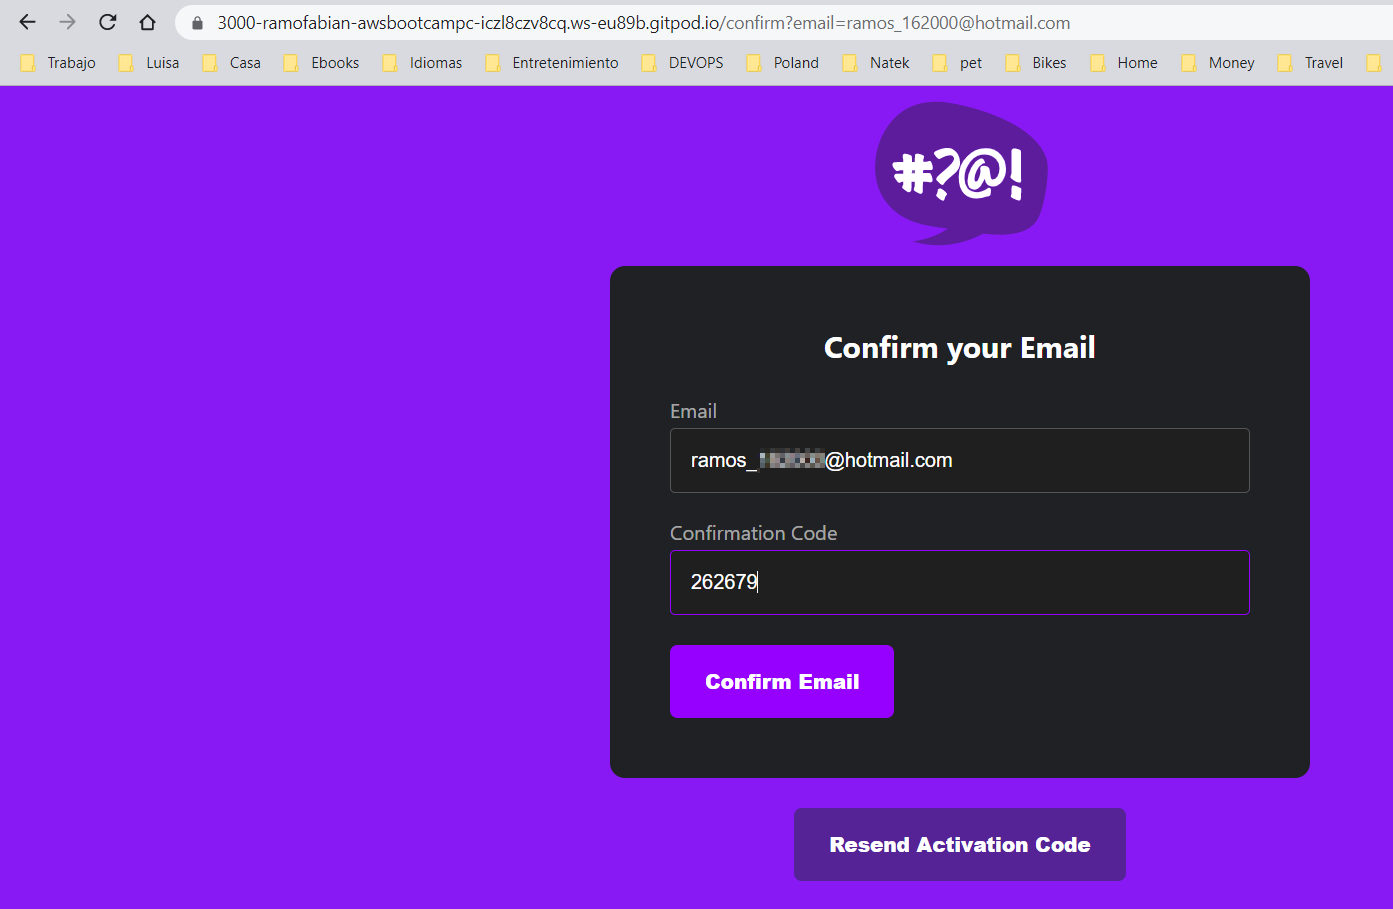 3000-ramofabian-awsbootcampc-iczl8czv8cq.ws-eu89b.gitpod.io/confirm?email=ramos_162000@hotmail.com
Trabajo Luisa Casa Ebooks Idiomas Entretenimiento DEVOPS Poland Natek pet Bikes Home Money Travel
#?@!
Confirm your Email
Email
ramos_ @hotmail.com
Confirmation Code
262679
Confirm Email
Resend Activation Code